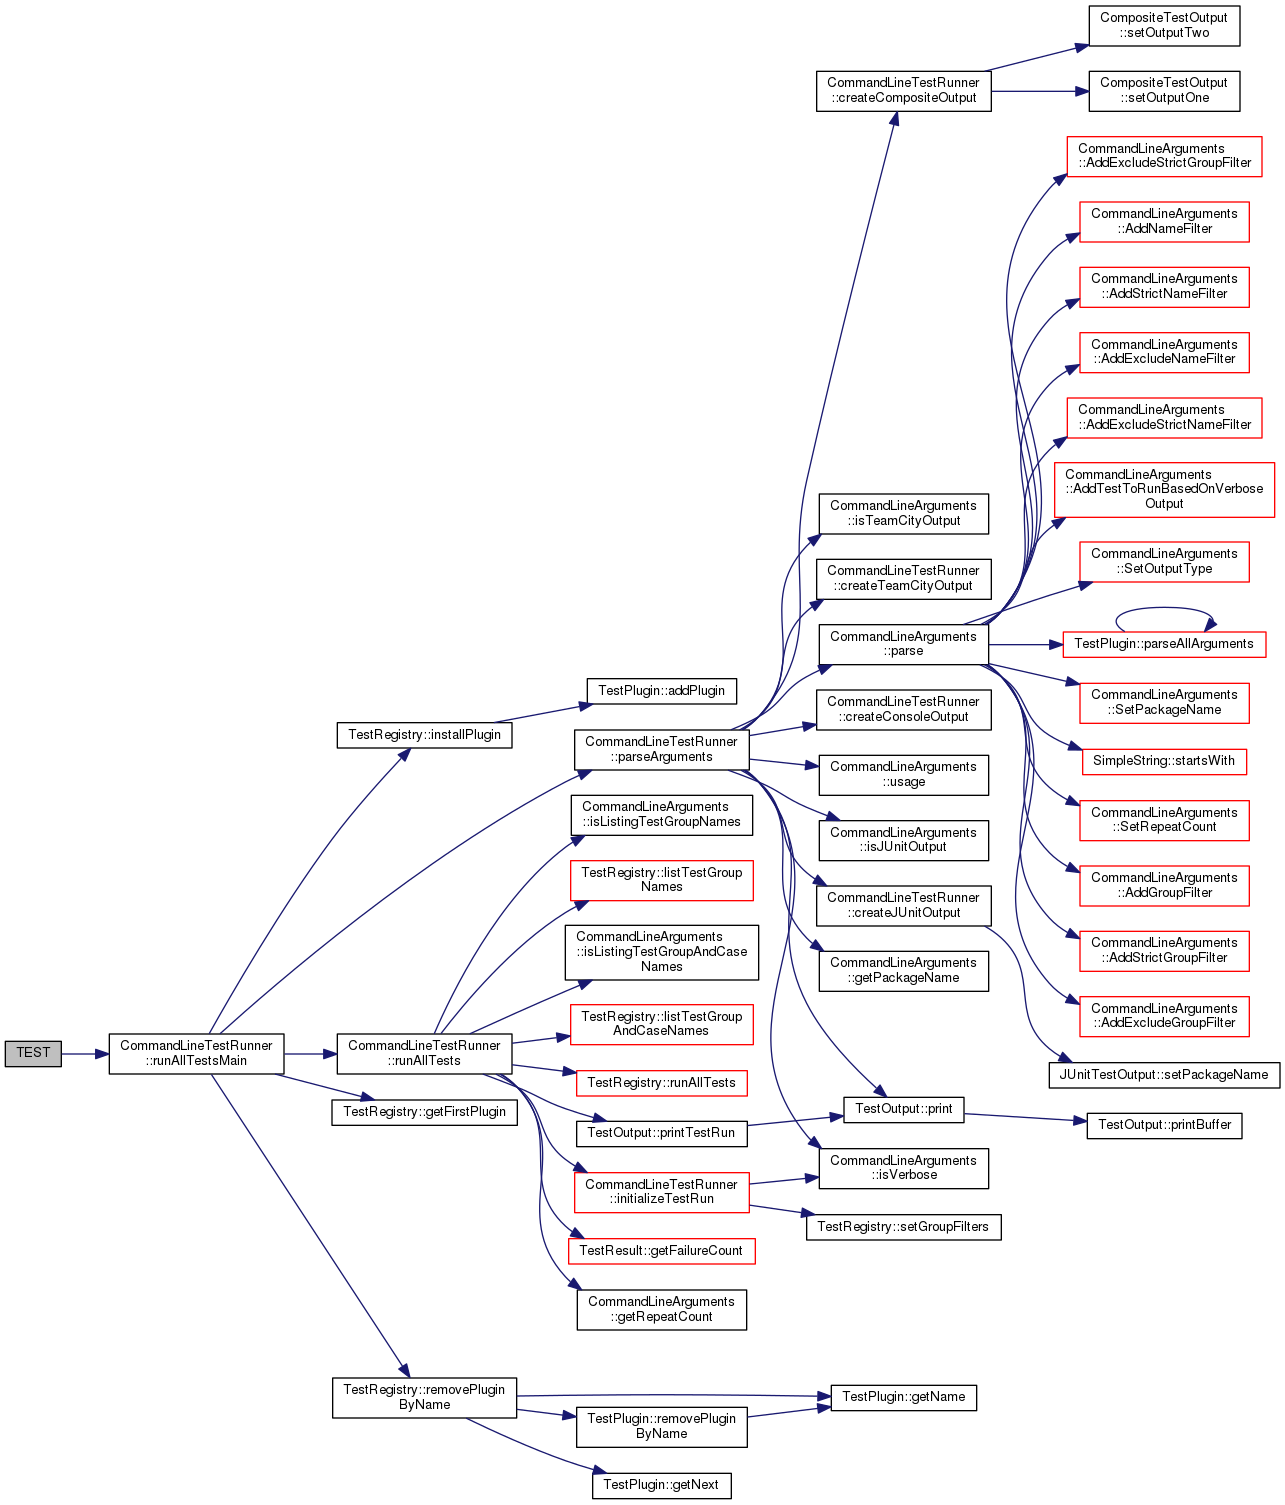 CompositeTestOutput
::setOutputTwo
CommandLineTestRunner
::createCompositeOutput
CompositeTestOutput
::setOutputOne
CommandLineArguments
::AddExcludeStrictGroupFilter
CommandLineArguments
::AddNameFilter
CommandLineArguments
::AddStrictNameFilter
CommandLineArguments
::AddExcludeNameFilter
CommandLineArguments
::AddExcludeStrictNameFilter
CommandLineArguments
::AddTestToRunBasedOnVerbose
Output
CommandLineArguments
::isTeamCityOutput
CommandLineArguments
::SetOutputType
CommandLineTestRunner
::createTeamCityOutput
CommandLineArguments
::parse
TestPlugin::parseAllArguments
TestPlugin::addPlugin
CommandLineTestRunner
::createConsoleOutput
CommandLineArguments
::SetPackageName
TestRegistry::installPlugin
CommandLineTestRunner
::parseArguments
CommandLineArguments
::usage
SimpleString::startsWith
CommandLineArguments
::isListingTestGroupNames
CommandLineArguments
::isJUnitOutput
CommandLineArguments
::SetRepeatCount
TestRegistry::listTestGroup
Names
CommandLineTestRunner
::createJUnitOutput
CommandLineArguments
::AddGroupFilter
CommandLineArguments
::isListingTestGroupAndCase
Names
CommandLineArguments
::getPackageName
CommandLineArguments
::AddStrictGroupFilter
TestRegistry::listTestGroup
AndCaseNames
CommandLineArguments
::AddExcludeGroupFilter
TEST
CommandLineTestRunner
::runAllTestsMain
CommandLineTestRunner
::runAllTests
TestRegistry::runAllTests
JUnitTestOutput::setPackageName
TestRegistry::getFirstPlugin
TestOutput::printTestRun
TestOutput::print
TestOutput::printBuffer
CommandLineTestRunner
::initializeTestRun
CommandLineArguments
::isVerbose
TestRegistry::setGroupFilters
TestResult::getFailureCount
CommandLineArguments
::getRepeatCount
TestRegistry::removePlugin
ByName
TestPlugin::getName
TestPlugin::removePlugin
ByName
TestPlugin::getNext